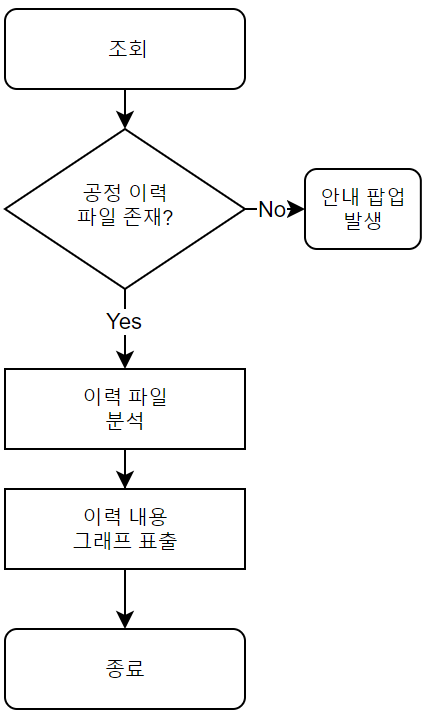 조회
공정 이력
파일 존재?
No
안내 팝업
발생
Yes
이력 파일
분석
이력 내용
그래프 표출
종료